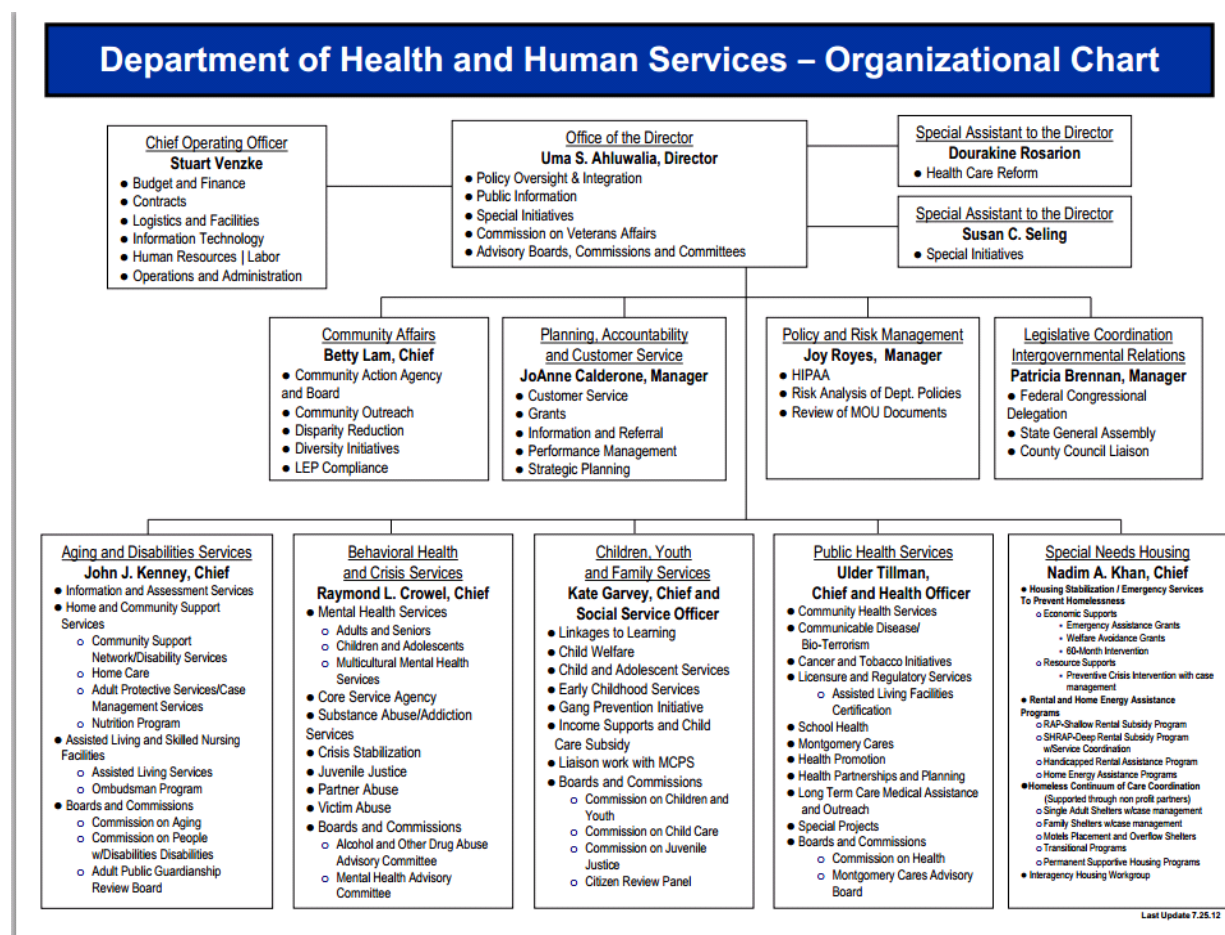 Department of Health and Human Services – Organizational Chart
Chief Operating Officer
Stuart Venzke
● Budget and Finance
● Contracts
● Logistics and Facilities
● Information Technology
● Human Resources | Labor
● Operations and Administration
Office of the Director
Uma S. Ahluwalia, Director
● Policy Oversight & Integration
● Public Information
● Special Initiatives
● Commission on Veterans Affairs
● Advisory Boards, Commissions and Committees
Special Assistant to the Director
Dourakine Rosarion
● Health Care Reform
Special Assistant to the Director
Susan C. Seling
● Special Initiatives
Community Affairs
Betty Lam, Chief
● Community Action Agency
and Board
● Community Outreach
● Disparity Reduction
● Diversity Initiatives
● LEP Compliance
Planning, Accountability
and Customer Service
JoAnne Calderone, Manager
● Customer Service
● Grants
● Information and Referral
● Performance Management
● Strategic Planning
Policy and Risk Management
Joy Royes, Manager
● HIPAA
● Risk Analysis of Dept. Policies
● Review of MOU Documents
Legislative Coordination
Intergovernmental Relations
Patricia Brennan, Manager
● Federal Congressional
Delegation
● State General Assembly
● County Council Liaison
Aging and Disabilities Services
John J. Kenney, Chief
● Information and Assessment Services
● Home and Community Support
Services
o Community Support
Network/Disability Services
o Home Care
o Adult Protective Services/Case
Management Services
o Nutrition Program
● Assisted Living and Skilled Nursing
Facilities
o Assisted Living Services
o Ombudsman Program
● Boards and Commissions
o Commission on Aging
o Commission on People
w/Disabilities Disabilities
o Adult Public Guardianship
Review Board
Behavioral Health
and Crisis Services
Raymond L. Crowel, Chief
● Mental Health Services
o Adults and Seniors
o Children and Adolescents
o Multicultural Mental Health
Services
● Core Service Agency
● Substance Abuse/Addiction
Services
● Crisis Stabilization
● Juvenile Justice
● Partner Abuse
● Victim Abuse
● Boards and Commissions
o Alcohol and Other Drug Abuse
Advisory Committee
o Mental Health Advisory
Committee
Children, Youth
and Family Services
Kate Garvey, Chief and
Social Service Officer
● Linkages to Learning
● Child Welfare
● Child and Adolescent Services
● Early Childhood Services
● Gang Prevention Initiative
● Income Supports and Child
Care Subsidy
● Liaison work with MCPS
● Boards and Commissions
o Commission on Children and
Youth
o Commission on Child Care
o Commission on Juvenile
Justice
o Citizen Review Panel
Public Health Services
Ulder Tillman,
Chief and Health Officer
● Community Health Services
● Communicable Disease/
Bio-Terrorism
● Cancer and Tobacco Initiatives
● Licensure and Regulatory Services
o Assisted Living Facilities
Certification
● School Health
● Montgomery Cares
● Health Promotion
● Health Partnerships and Planning
● Long Term Care Medical Assistance
and Outreach
● Special Projects
● Boards and Commissions
o Commission on Health
o Montgomery Cares Advisory
Board
Special Needs Housing
Nadim A. Khan, Chief
● Housing Stabilization / Emergency Services
To Prevent Homelessness
o Economic Supports
▪ Emergency Assistance Grants
▪ Welfare Avoidance Grants
▪ 60-Month Intervention
o Resource Supports
▪ Preventive Crisis Intervention with case
management
● Rental and Home Energy Assistance
Programs
o RAP-Shallow Rental Subsidy Program
o SHRAP-Deep Rental Subsidy Program
w/Service Coordination
o Handicapped Rental Assistance Program
o Home Energy Assistance Programs
● Homeless Continuum of Care Coordination
(Supported through non profit partners)
o Single Adult Shelters w/case management
o Family Shelters w/case management
o Motels Placement and Overflow Shelters
o Transitional Programs
o Permanent Supportive Housing Programs
● Interagency Housing Workgroup
Last Update 7.25.12